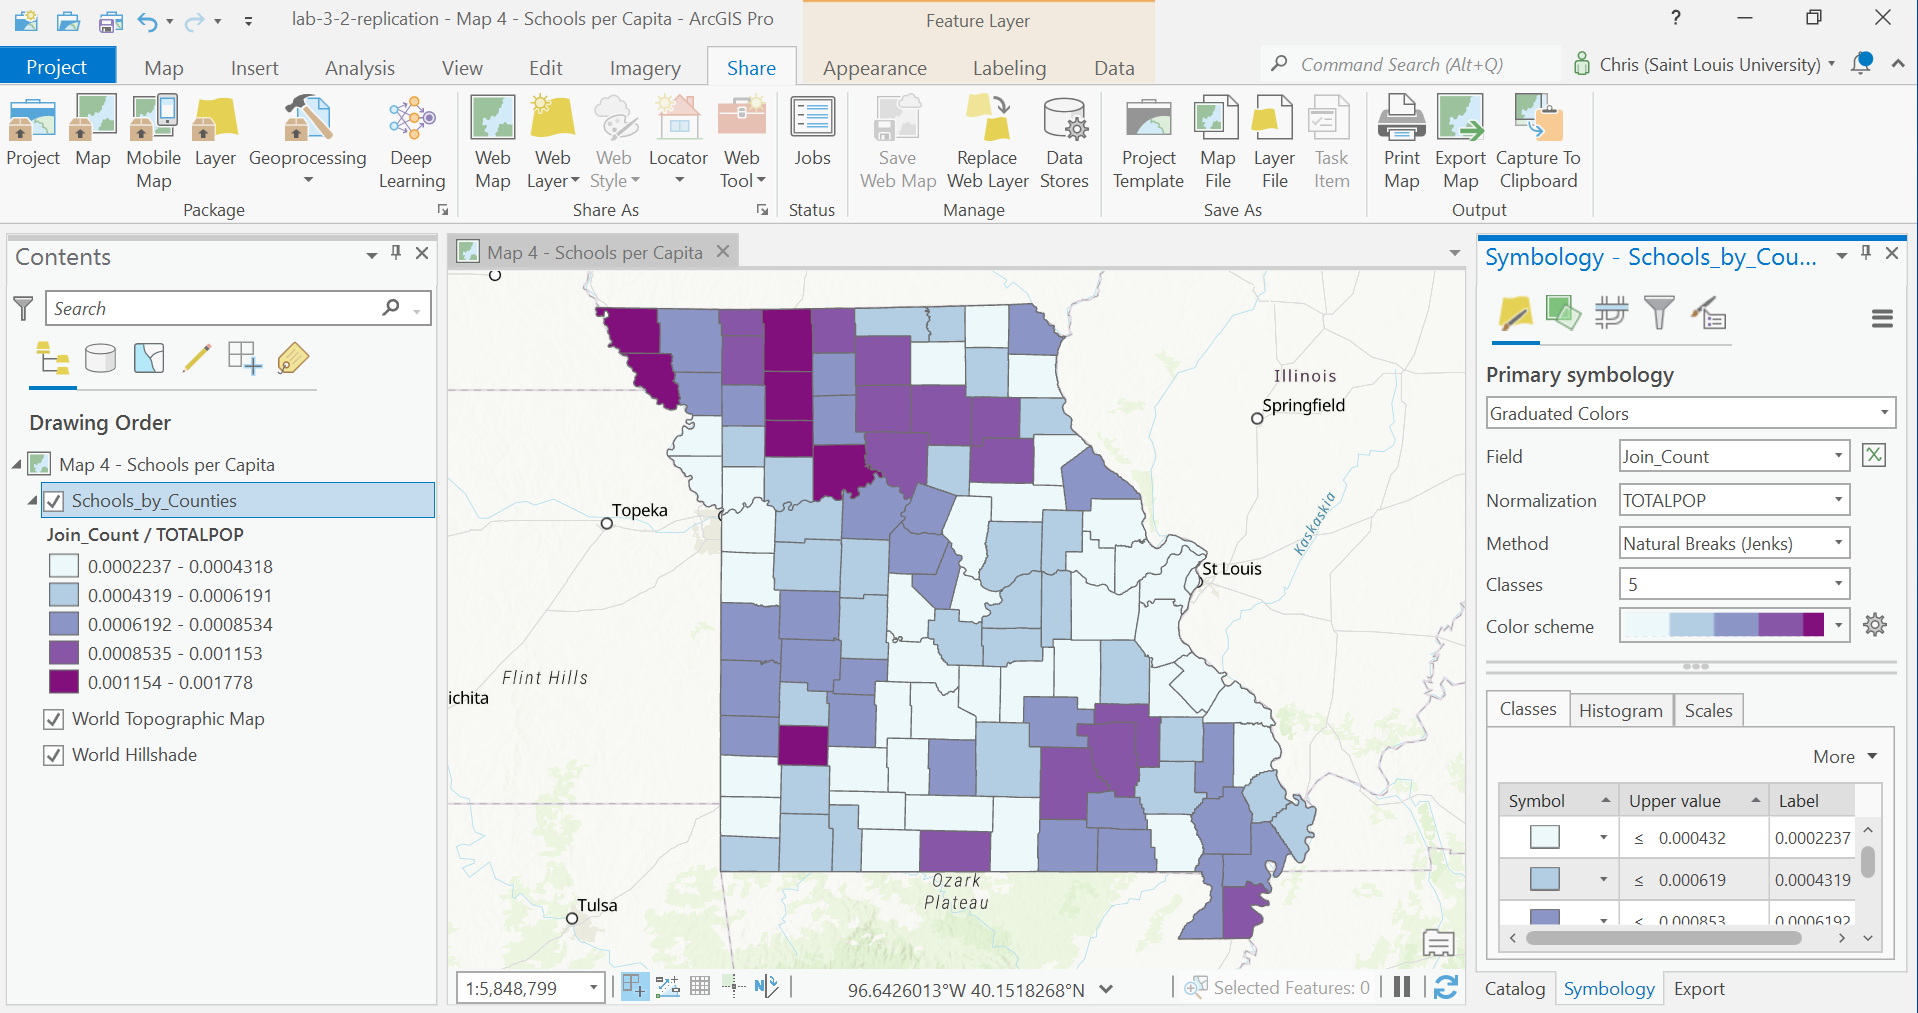 lab-3-2-replication - Map 4 - Schools per Capita - ArcGIS Pro
Feature Layer
?
Project
Map
Insert
Analysis
View
Edit
Imagery
Share
Appearance
Labeling
Data
Command Search (Alt+Q)
Chris (Saint Louis University)
Project
Map
Mobile
Map
Layer
Geoprocessing
Deep
Learning
Package
Web
Map
Web
Layer
Web
Style
Locator
Web
Tool
Share As
Jobs
Status
Save
Web Map
Replace
Web Layer
Data
Stores
Manage
Project
Template
Map
File
Layer
File
Task
Item
Save As
Print
Map
Export
Map
Capture To
Clipboard
Output
Contents
Search
Drawing Order
Map 4 - Schools per Capita
Schools_by_Counties
Join_Count / TOTALPOP
0.0002237 - 0.0004318
0.0004319 - 0.0006191
0.0006192 - 0.0008534
0.0008535 - 0.001153
0.001154 - 0.001778
World Topographic Map
World Hillshade
Map 4 - Schools per Capita
Illinois
Springfield
Topeka
Kaskaskia
St Louis
Flint Hills
ichita
Ozark
Plateau
Tulsa
1:5,848,799
N
96.6426013°W 40.1518268°N
Selected Features: 0
Symbology - Schools_by_Cou...
Primary symbology
Graduated Colors
Field
Join_Count
Normalization
TOTALPOP
Method
Natural Breaks (Jenks)
Classes
5
Color scheme
Classes
Histogram
Scales
More
Symbol
Upper value
Label
≤ 0.000432
0.0002237
≤ 0.000619
0.0004319
≤ 0.000853
0.0006192
Catalog
Symbology
Export